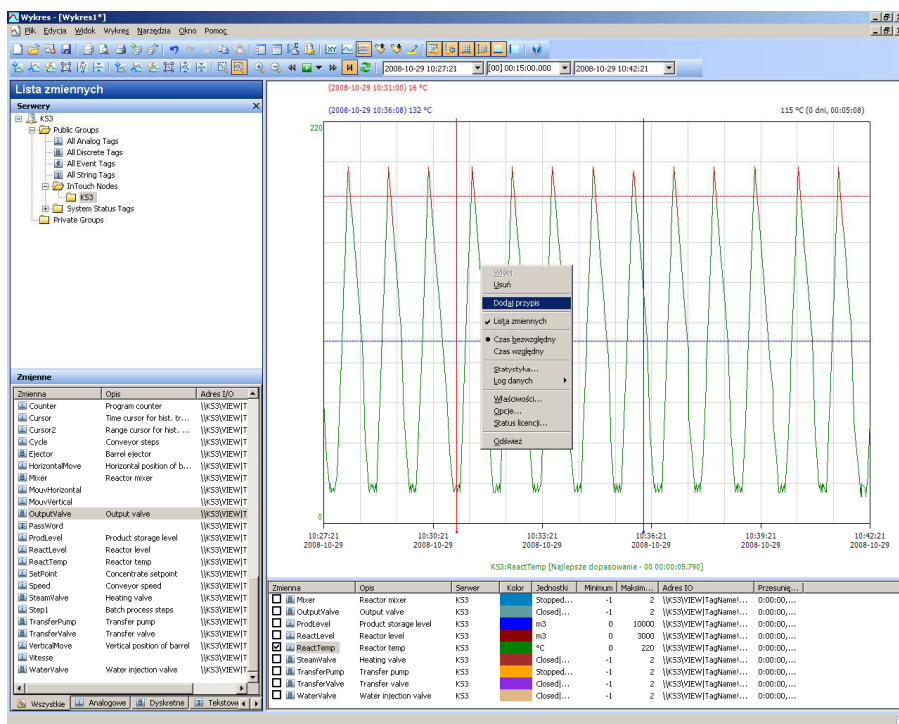 Wykres - [Wykres1*]
Plik Edycja Widok Wykres Narzędzia Okno Pomoc
2008-10-29 10:27:21 [00] 00:15:00.000 2008-10-29 10:42:21
Lista zmiennych
Serwery
KS3
Public Groups
All Analog Tags
All Discrete Tags
All Event Tags
All String Tags
InTouch Nodes
KS3
System Status Tags
Private Groups
Zmienne
Zmienna Opis Adres I/O
Counter Program counter \\KS3\VIEW|T
Cursor Time cursor for hist. tr... \\KS3\VIEW|T
Cursor2 Range cursor for hist. ... \\KS3\VIEW|T
Cycle Conveyor steps \\KS3\VIEW|T
Ejector Barrel ejector \\KS3\VIEW|T
HorizontalMove Horizontal position of b... \\KS3\VIEW|T
Mixer Reactor mixer \\KS3\VIEW|T
MouvHorizontal \\KS3\VIEW|T
MouvVertical \\KS3\VIEW|T
OutputValve Output valve \\KS3\VIEW|T
PassWord \\KS3\VIEW|T
ProdLevel Product storage level \\KS3\VIEW|T
ReactLevel Reactor level \\KS3\VIEW|T
ReactTemp Reactor temp \\KS3\VIEW|T
SetPoint Concentrate setpoint \\KS3\VIEW|T
Speed Conveyor speed \\KS3\VIEW|T
SteamValve Heating valve \\KS3\VIEW|T
Step1 Batch process steps \\KS3\VIEW|T
TransferPump Transfer pump \\KS3\VIEW|T
TransferValve Transfer valve \\KS3\VIEW|T
VerticalMove Vertical position of barrel \\KS3\VIEW|T
Vitesse \\KS3\VIEW|T
WaterValve Water injection valve \\KS3\VIEW|T
Wszystkie Analogowe Dyskretne Tekstowe
(2008-10-29 10:31:00) 16 °C
(2008-10-29 10:36:08) 132 °C 115 °C (0 dni, 00:05:08)
220
0
Wklej
Usuń
Dodaj przypis
Lista zmiennych
Czas bezwzględny
Czas względny
Statystyka...
Log danych
Właściwości...
Opcje...
Status licencji...
Odśwież
10:27:21 10:30:21 10:33:21 10:36:21 10:39:21 10:42:21
2008-10-29 2008-10-29 2008-10-29 2008-10-29 2008-10-29 2008-10-29
KS3:ReactTemp [Najlepsze dopasowanie - 00 00:00:05.790]
Zmienna Opis Serwer Kolor Jednostki Minimum Maksim... Adres IO Przesunię...
Mixer Reactor mixer KS3 Stopped... -1 2 \\KS3\VIEW|TagName!... 0:00:00,...
OutputValve Output valve KS3 Closed|... -1 2 \\KS3\VIEW|TagName!... 0:00:00,...
ProdLevel Product storage level KS3 m3 0 10000 \\KS3\VIEW|TagName!... 0:00:00,...
ReactLevel Reactor level KS3 m3 0 3000 \\KS3\VIEW|TagName!... 0:00:00,...
ReactTemp Reactor temp KS3 °C 0 220 \\KS3\VIEW|TagName!... 0:00:00,...
SteamValve Heating valve KS3 Closed|... -1 2 \\KS3\VIEW|TagName!... 0:00:00,...
TransferPump Transfer pump KS3 Stopped... -1 2 \\KS3\VIEW|TagName!... 0:00:00,...
TransferValve Transfer valve KS3 Closed|... -1 2 \\KS3\VIEW|TagName!... 0:00:00,...
WaterValve Water injection valve KS3 Closed|... -1 2 \\KS3\VIEW|TagName!... 0:00:00,...